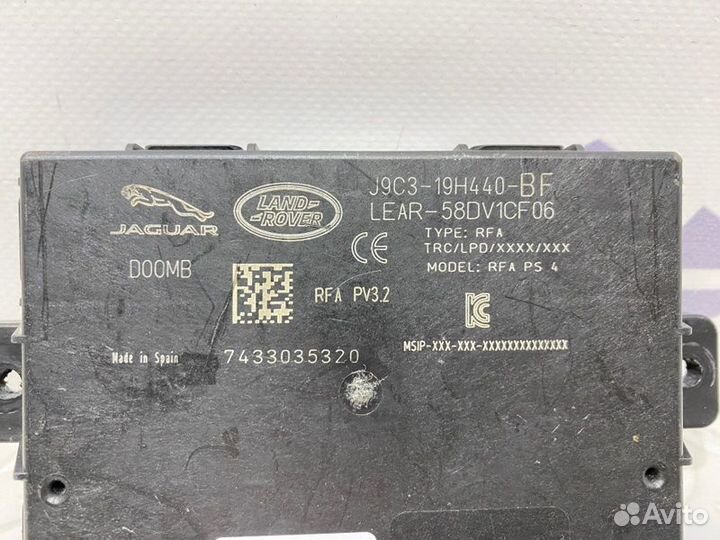 J9C3-19H440-BF
LEAR-58DV1CF06
TYPE: RFA
TRC/LPD/XXXX/XXX
MODEL: RFA PS 4
JAGUAR
LAND-
-ROVER
CE
D00MB
RFA PV3.2
MSIP-XXX-XXX-XXXXXXXXXXXXXX
Made in Spain
7433035320
Avito